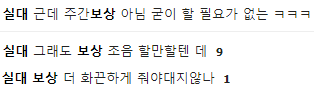 실대 근데 주간보상 아님 굳이 할 필요가 없는 ㅋㅋㅋ
실대 그래도 보상 조음 할만할텐 데 9
실대 보상 더 화끈하게 줘야대지않나 1